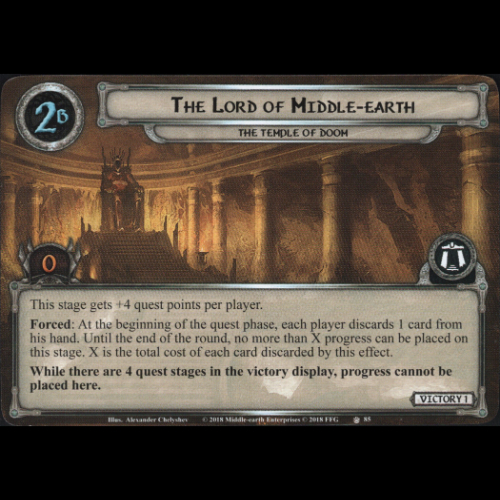 2B
THE LORD OF MIDDLE-EARTH
THE TEMPLE OF DOOM
0
This stage gets +4 quest points per player.
Forced: At the beginning of the quest phase, each player discards 1 card from
his hand. Until the end of the round, no more than X progress can be placed on
this stage. X is the total cost of each card discarded by this effect.
While there are 4 quest stages in the victory display, progress cannot be
placed here.
VICTORY 1
Illus. Alexander Chelyshev © 2018 Middle-earth Enterprises © 2018 FFG 85